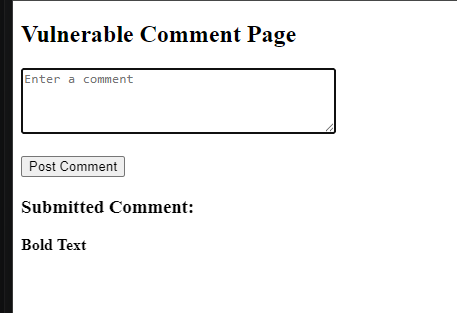 Vulnerable Comment Page
Enter a comment
Post Comment
Submitted Comment:
Bold Text